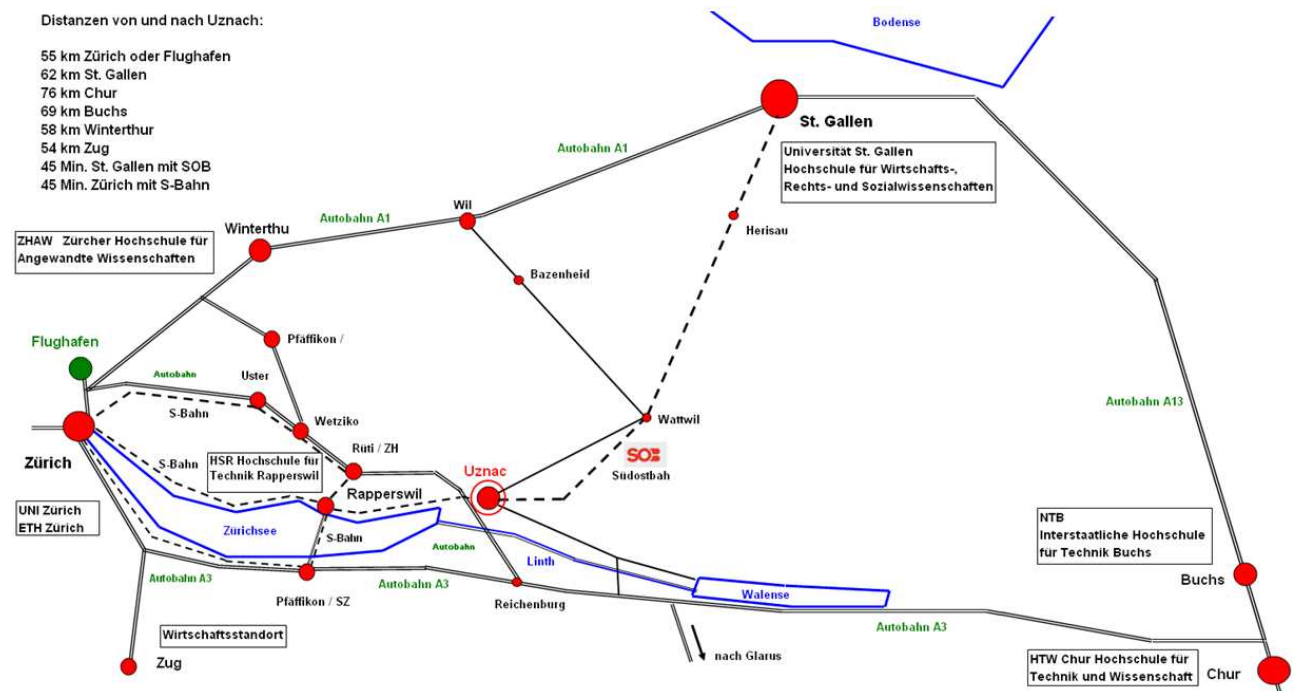 Distanzen von und nach Uznach:
55 km Zürich oder Flughafen
62 km St. Gallen
76 km Chur
69 km Buchs
58 km Winterthur
54 km Zug
45 Min. St. Gallen mit SOB
45 Min. Zürich mit S-Bahn
Bodense
St. Gallen
Universität St. Gallen
Hochschule für Wirtschafts-,
Rechts- und Sozialwissenschaften
Autobahn A1
Wil
Autobahn A1
Winterthu
ZHAW Zürcher Hochschule für
Angewandte Wissenschaften
Herisau
Bazenheid
Flughafen
Pfäffikon /
Autobahn
Uster
S-Bahn
Wetziko
Autobahn A13
Wattwil
SOB
Südostbah
Zürich
S-Bahn
HSR Hochschule für
Technik Rapperswil
Rüti / ZH
Rapperswil
Uznac
UNI Zürich
ETH Zürich
Zürichsee
S-Bahn
Autobahn
Linth
NTB
Interstaatliche Hochschule
für Technik Buchs
Buchs
Autobahn A3
Pfäffikon / SZ
Autobahn A3
Reichenburg
Walense
Autobahn A3
Wirtschaftsstandort
Zug
nach Glarus
HTW Chur Hochschule für
Technik und Wissenschaft
Chur